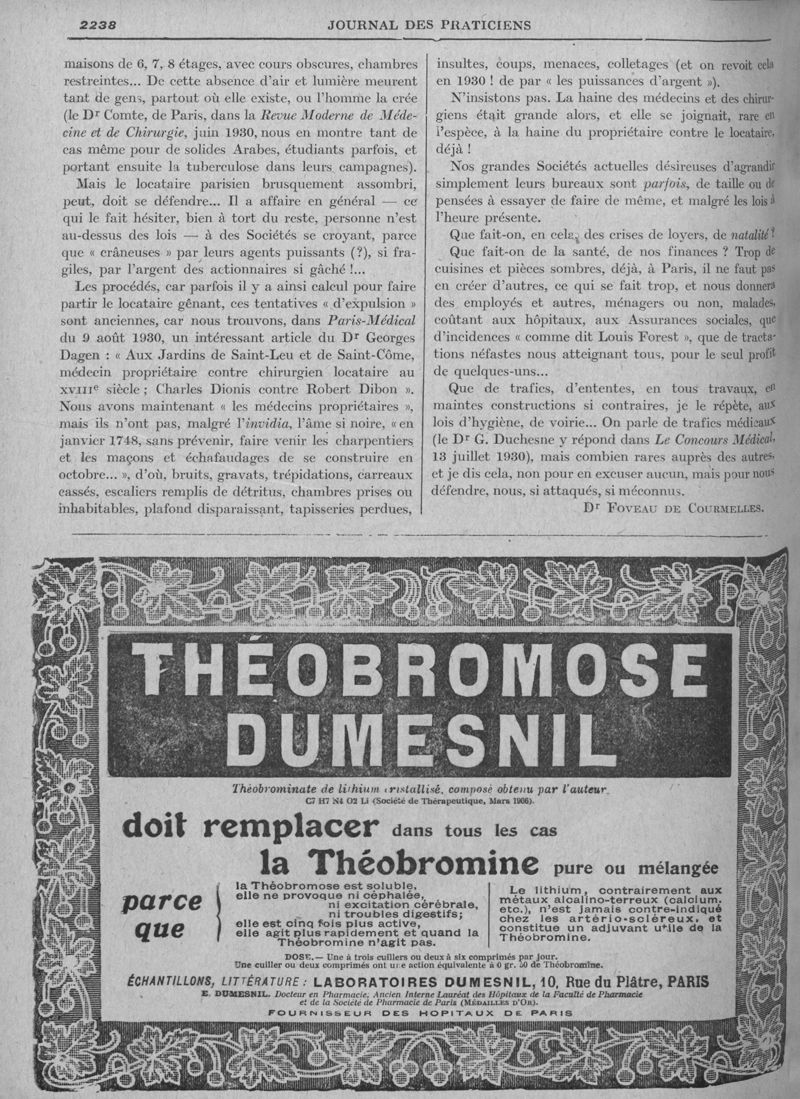 2238
JOURNAL DES PRATICIENS
maisons de 6, 7, 8 étages, avec cours obscures, chambres
restreintes... De cette absence d'air et lumière meurent
tant de gens, partout où elle existe, ou l'homme la crée
(le Dr Comte, de Paris, dans la Revue Moderne de Méde-
cine et de Chirurgie, juin 1930, nous en montre tant de
cas même pour de solides Arabes, étudiants parfois, et
portant ensuite la tuberculose dans leurs campagnes).
Mais le locataire parisien brusquement assombri,
peut, doit se défendre... Il a affaire en général — ce
qui le fait hésiter, bien à tort du reste, personne n'est
au-dessus des lois — à des Sociétés se croyant, parce
que « crâneuses » par leurs agents puissants (?), si fra-
giles, par l'argent des actionnaires si gâché !...
Les procédés, car parfois il y a ainsi calcul pour faire
partir le locataire gênant, ces tentatives « d'expulsion »
sont anciennes, car nous trouvons, dans Paris-Médical
du 9 août 1930, un intéressant article du Dr Georges
Dagen : « Aux Jardins de Saint-Leu et de Saint-Côme,
médecin propriétaire contre chirurgien locataire au
XVIIIe siècle ; Charles Dionis contre Robert Dibon ».
Nous avons maintenant « les médecins propriétaires »,
mais ils n'ont pas, malgré l'invidia, l'âme si noire, « en
janvier 1748, sans prévenir, faire venir les charpentiers
et les maçons et échafaudages de se construire en
octobre... », d'où, bruits, gravats, trépidations, carreaux
cassés, escaliers remplis de détritus, chambres prises ou
inhabitables, plafond disparaissant, tapisseries perdues,
insultes, coups, menaces, colletages (et on revoit cela
en 1930 ! de par « les puissances d'argent »).
N'insistons pas. La haine des médecins et des chirur-
giens était grande alors, et elle se joignait, rare en
l'espèce, à la haine du propriétaire contre le locataire,
déjà !
Nos grandes Sociétés actuelles désireuses d'agrandir
simplement leurs bureaux sont parfois, de taille ou de
pensées à essayer de faire de même, et malgré les lois à
l'heure présente.
Que fait-on, en cela, des crises de loyers, de natalité ?
Que fait-on de la santé, de nos finances ? Trop de
cuisines et pièces sombres, déjà, à Paris, il ne faut pas
en créer d'autres, ce qui se fait trop, et nous donnera
des employés et autres, ménagers ou non, malades,
coûtant aux hôpitaux, aux Assurances sociales, que
d'incidences « comme dit Louis Forest », que de tracta-
tions néfastes nous atteignant tous, pour le seul profit
de quelques-uns...
Que de trafics, d'ententes, en tous travaux, en
maintes constructions si contraires, je le répète, aux
lois d'hygiène, de voirie... On parle de trafics médicaux
(le Dr G. Duchesne y répond dans Le Concours Médical,
13 juillet 1930), mais combien rares auprès des autres,
et je dis cela, non pour en excuser aucun, mais pour nous
défendre, nous, si attaqués, si méconnus.
Dr FOVEAU DE COURMELLES.
THÉOBROMOSE
DUMESNIL
Théobrominate de lithium cristallisé, composé obtenu par l'auteur.
C7 H7 N4 O2 Li (Société de Thérapeutique, Mars 1906).
doit remplacer dans tous les cas
la Théobromine pure ou mélangée
parce
que
la Théobromose est soluble,
elle ne provoque ni céphalée,
ni excitation cérébrale,
ni troubles digestifs;
elle est cinq fois plus active,
elle agit plus rapidement et quand la
Théobromine n'agit pas.
Le lithium, contrairement aux
métaux alcalino-terreux (calcium,
etc.), n'est jamais contre-indiqué
chez les artério-scléreux, et
constitue un adjuvant utile de la
Théobromine.
DOSE. — Une à trois cuillers ou deux à six comprimés par jour.
Une cuiller ou deux comprimés ont une action équivalente à 0 gr. 50 de Théobromine.
ÉCHANTILLONS, LITTÉRATURE : LABORATOIRES DUMESNIL, 10, Rue du Plâtre, PARIS
E. DUMESNIL. Docteur en Pharmacie, Ancien Interne Lauréat des Hôpitaux de la Faculté de Pharmacie
et de la Société de Pharmacie de Paris (MÉDAILLES D'OR).
FOURNISSEUR DES HOPITAUX DE PARIS